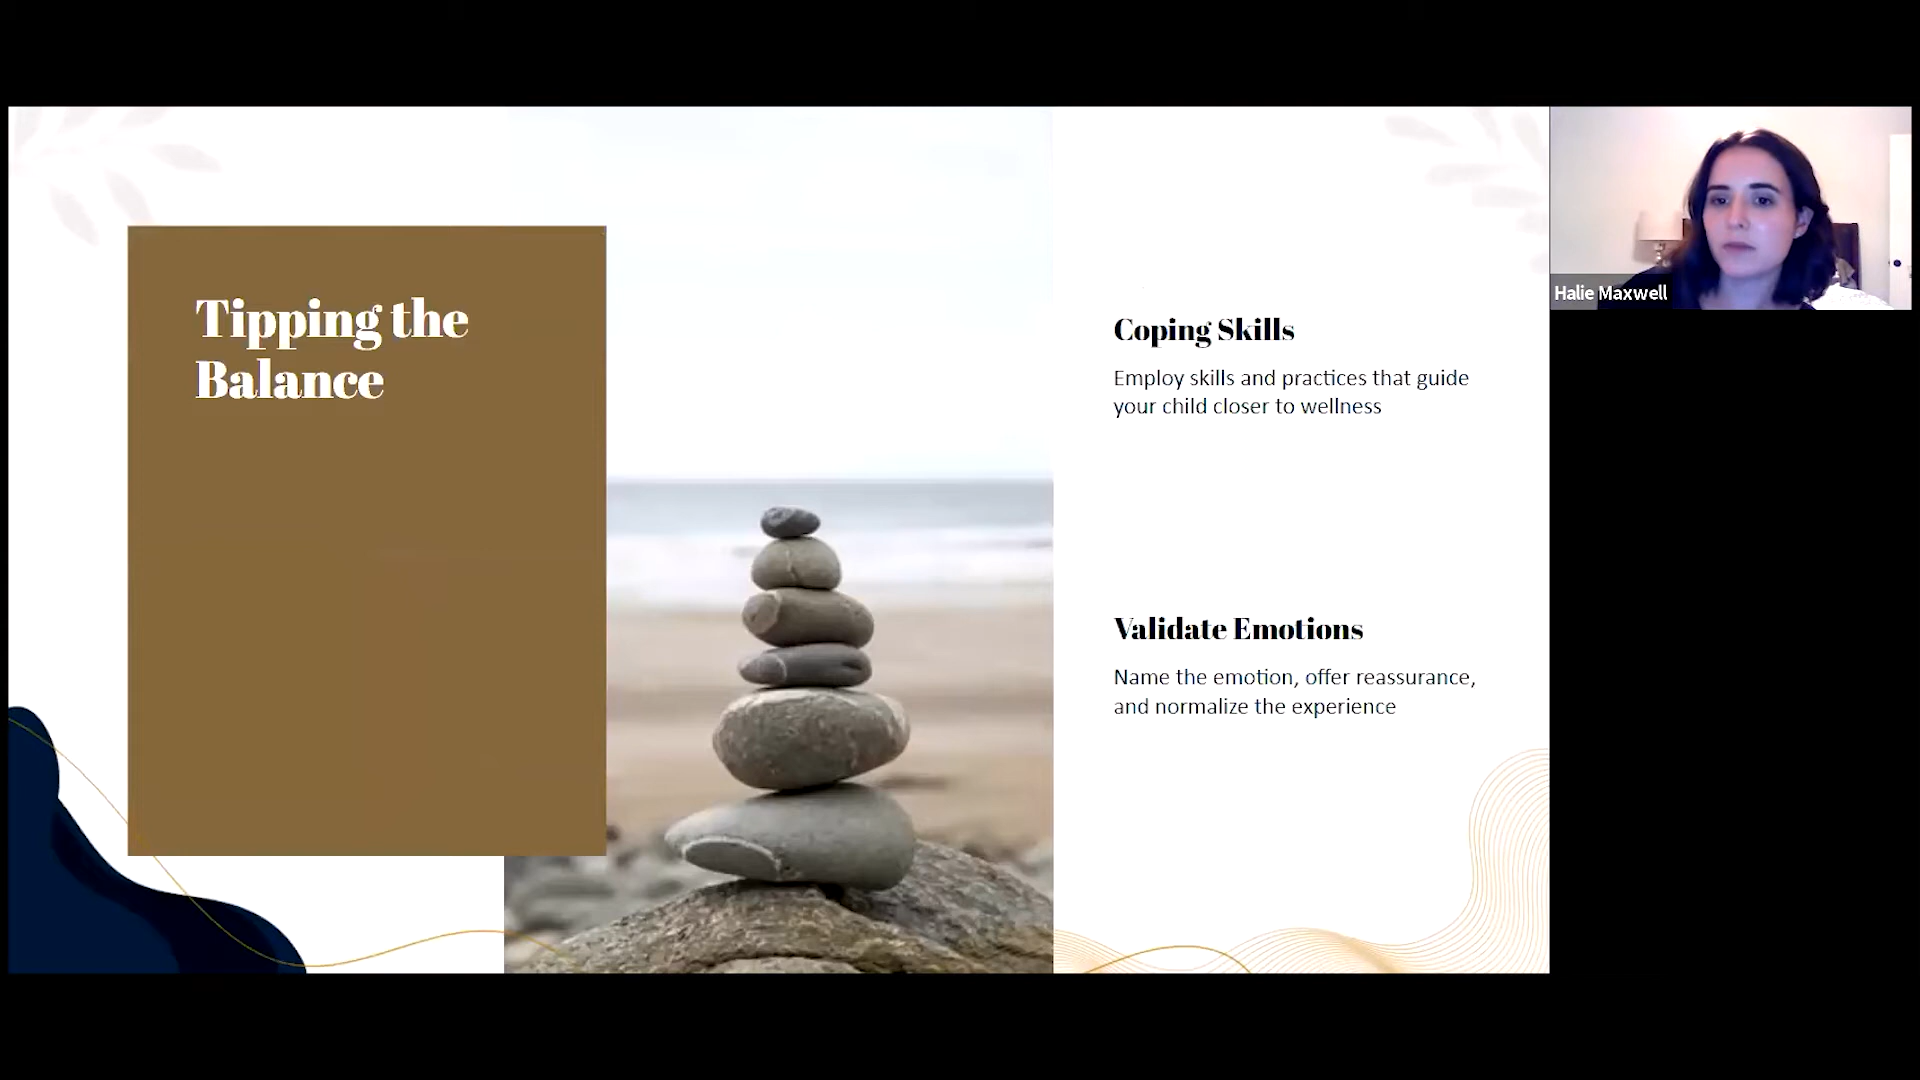 Tipping the
Balance
Coping Skills
Employ skills and practices that guide
your child closer to wellness
Validate Emotions
Name the emotion, offer reassurance,
and normalize the experience
Halie Maxwell